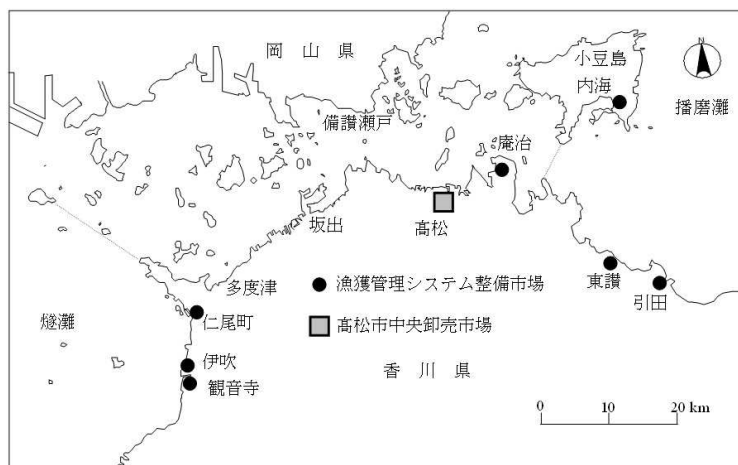 岡山県
N
小豆島
内海
播磨灘
備讃瀬戸
庵治
坂出
髙松
東讃
引田
多度津
漁獲管理システム整備市場
仁尾町
髙松市中央卸売市場
燧灘
伊吹
観音寺
香川県
0 10 20 km